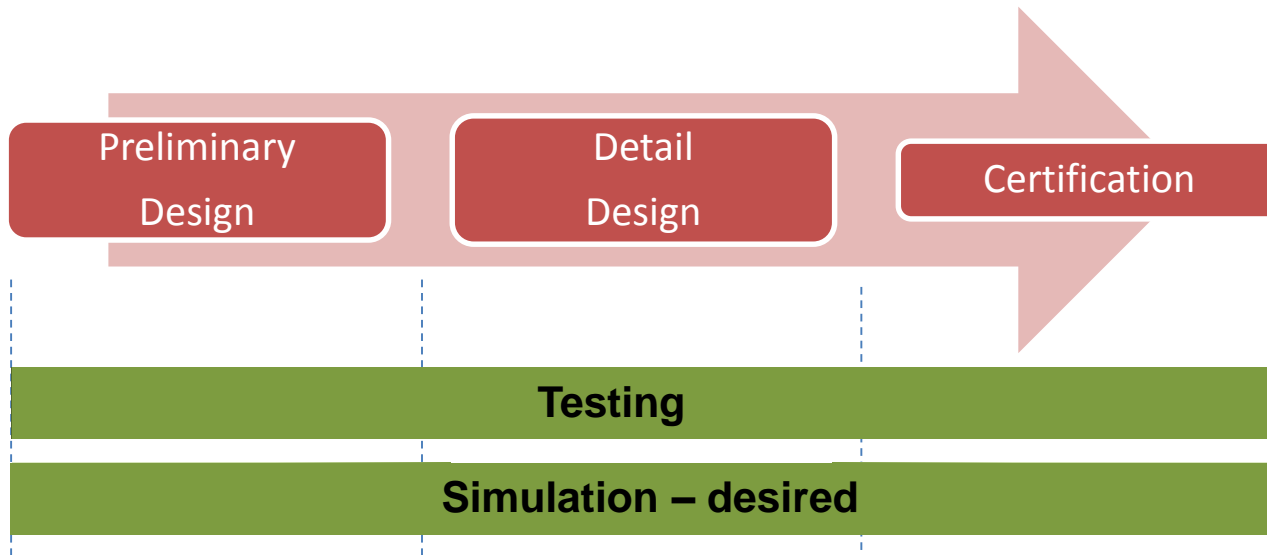 Preliminary
Design
Detail
Design
Certification
Testing
Simulation – desired